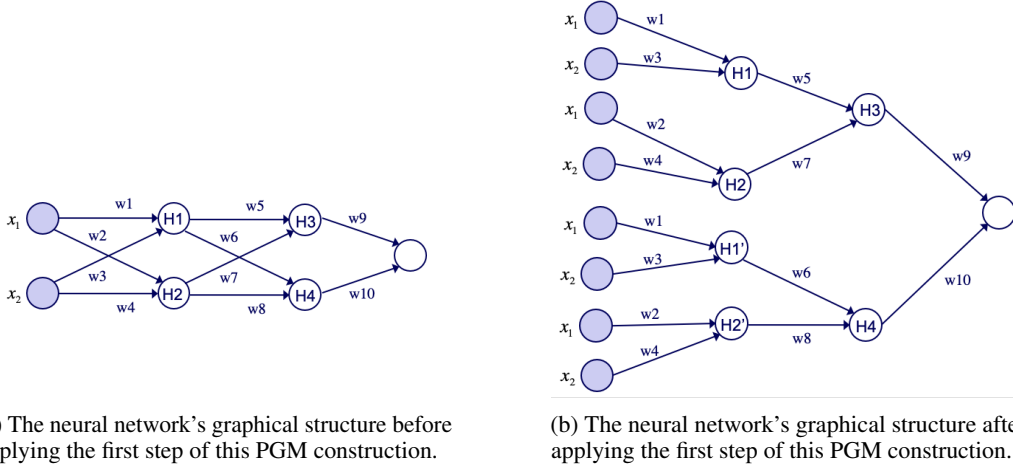 x1
x2
w1
w2
w3
w4
H1
H2
w5
w6
w7
w8
H3
H4
w9
w10
x1
x2
x1
x2
x1
x2
x1
x2
w1
w3
w2
w4
w1
w3
w2
w4
H1
H2
H1'
H2'
w5
w7
w6
w8
H3
H4
w9
w10
) The neural network's graphical structure before
plying the first step of this PGM construction.
(b) The neural network's graphical structure afte
applying the first step of this PGM construction.